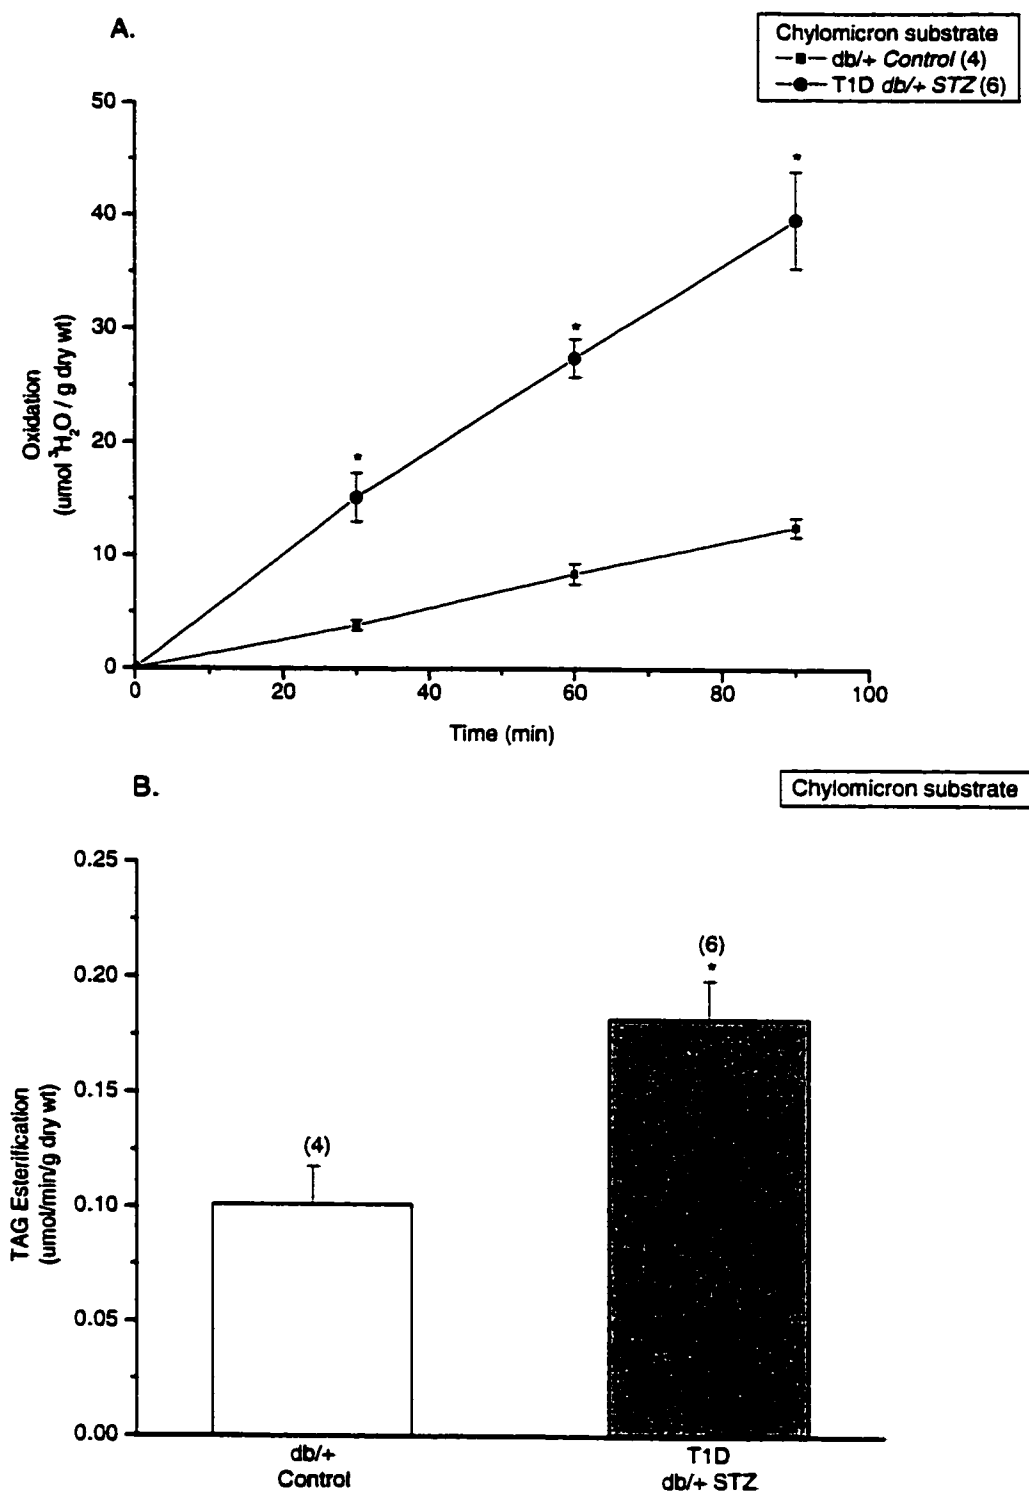 A.
Chylomicron substrate
db/+ Control (4)
T1D db/+ STZ (6)
50
40
30
20
10
0
Oxidation
(umol ³H₂O / g dry wt)
*
*
*
0
20
40
60
80
100
Time (min)
B.
Chylomicron substrate
0.25
0.20
0.15
0.10
0.05
0.00
TAG Esterification
(umol/min/g dry wt)
(4)
(6)
*
db/+
Control
T1D
db/+ STZ